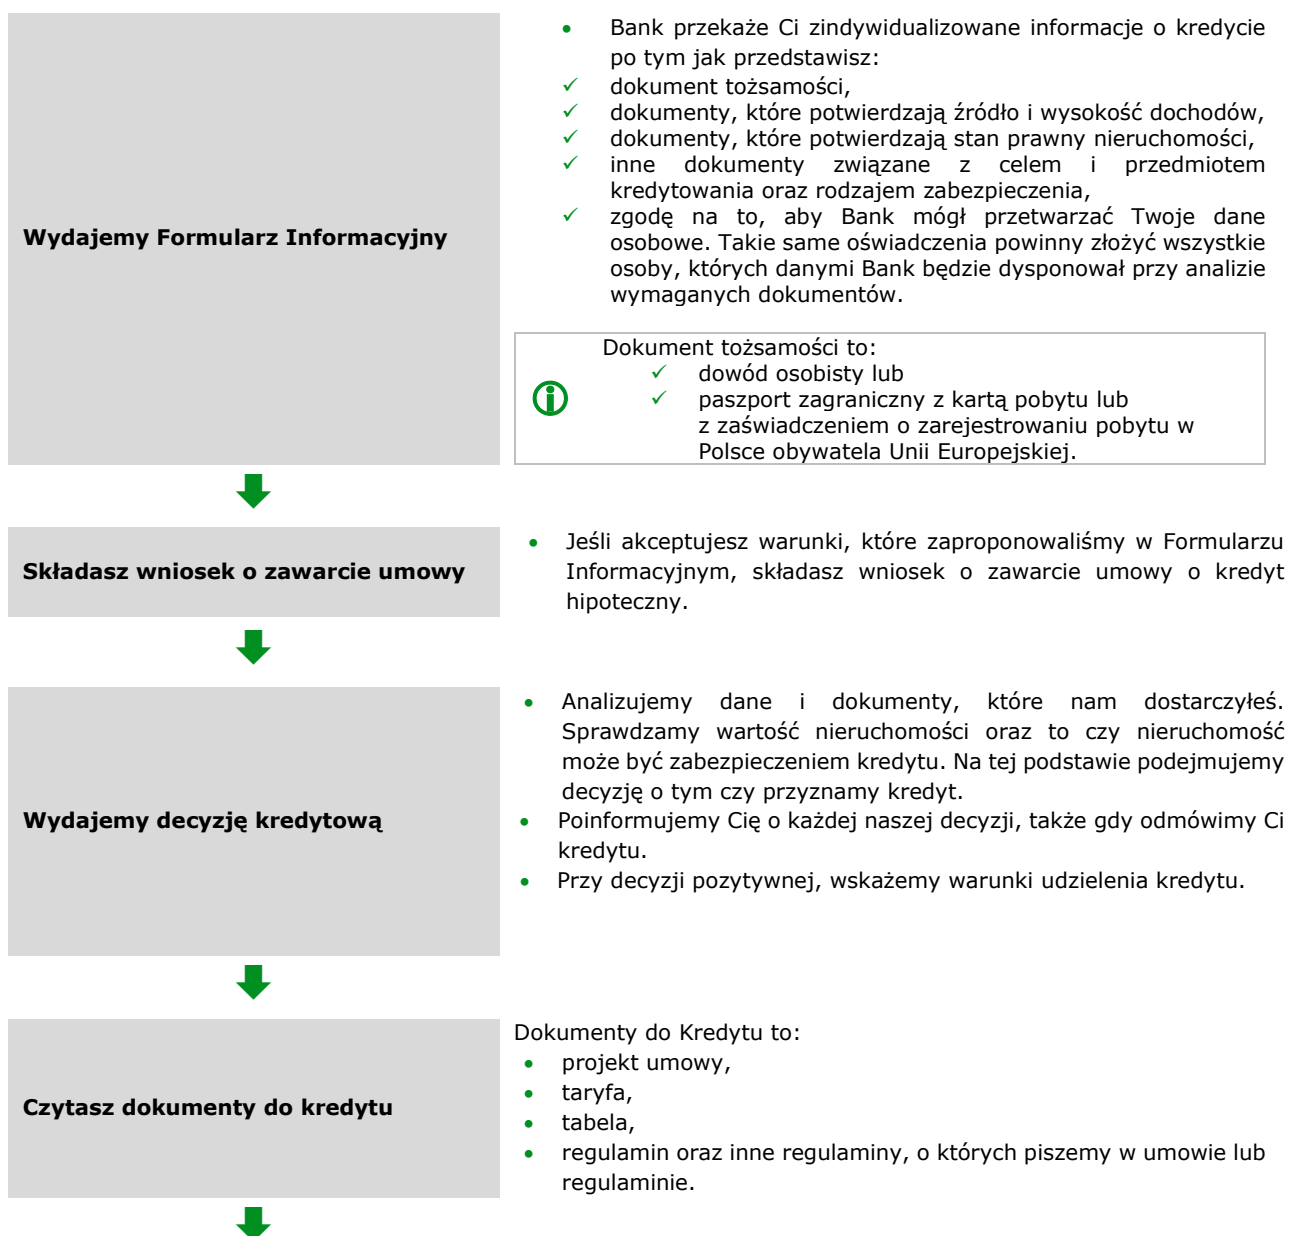 Wydajemy Formularz Informacyjny
• Bank przekaże Ci zindywidualizowane informacje o kredycie
po tym jak przedstawisz:
✓ dokument tożsamości,
✓ dokumenty, które potwierdzają źródło i wysokość dochodów,
✓ dokumenty, które potwierdzają stan prawny nieruchomości,
✓ inne dokumenty związane z celem i przedmiotem
kredytowania oraz rodzajem zabezpieczenia,
✓ zgodę na to, aby Bank mógł przetwarzać Twoje dane
osobowe. Takie same oświadczenia powinny złożyć wszystkie
osoby, których danymi Bank będzie dysponował przy analizie
wymaganych dokumentów.
Dokument tożsamości to:
✓ dowód osobisty lub
✓ paszport zagraniczny z kartą pobytu lub
z zaświadczeniem o zarejestrowaniu pobytu w
Polsce obywatela Unii Europejskiej.
Składasz wniosek o zawarcie umowy
• Jeśli akceptujesz warunki, które zaproponowaliśmy w Formularzu
Informacyjnym, składasz wniosek o zawarcie umowy o kredyt
hipoteczny.
Wydajemy decyzję kredytową
• Analizujemy dane i dokumenty, które nam dostarczyłeś.
Sprawdzamy wartość nieruchomości oraz to czy nieruchomość
może być zabezpieczeniem kredytu. Na tej podstawie podejmujemy
decyzję o tym czy przyznamy kredyt.
• Poinformujemy Cię o każdej naszej decyzji, także gdy odmówimy Ci
kredytu.
• Przy decyzji pozytywnej, wskażemy warunki udzielenia kredytu.
Czytasz dokumenty do kredytu
Dokumenty do Kredytu to:
• projekt umowy,
• taryfa,
• tabela,
• regulamin oraz inne regulaminy, o których piszemy w umowie lub
regulaminie.